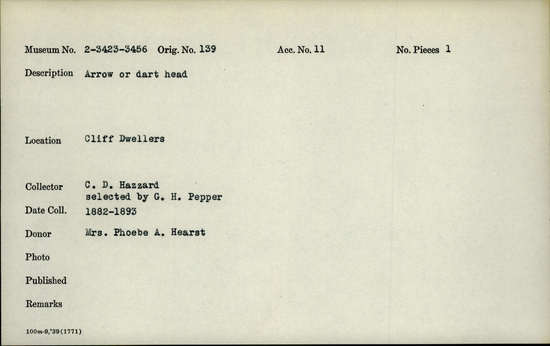 Museum No. 2-3423-3456 Orig. No. 139 Acc. No. 11 No. Pieces 1
Description Arrow or dart head
Location Cliff Dwellers
Collector C. D. Hazzard
selected by G. H. Pepper
Date Coll. 1882-1893
Donor Mrs. Phoebe A. Hearst
Photo
Published
Remarks
100m-9,'39(1771)